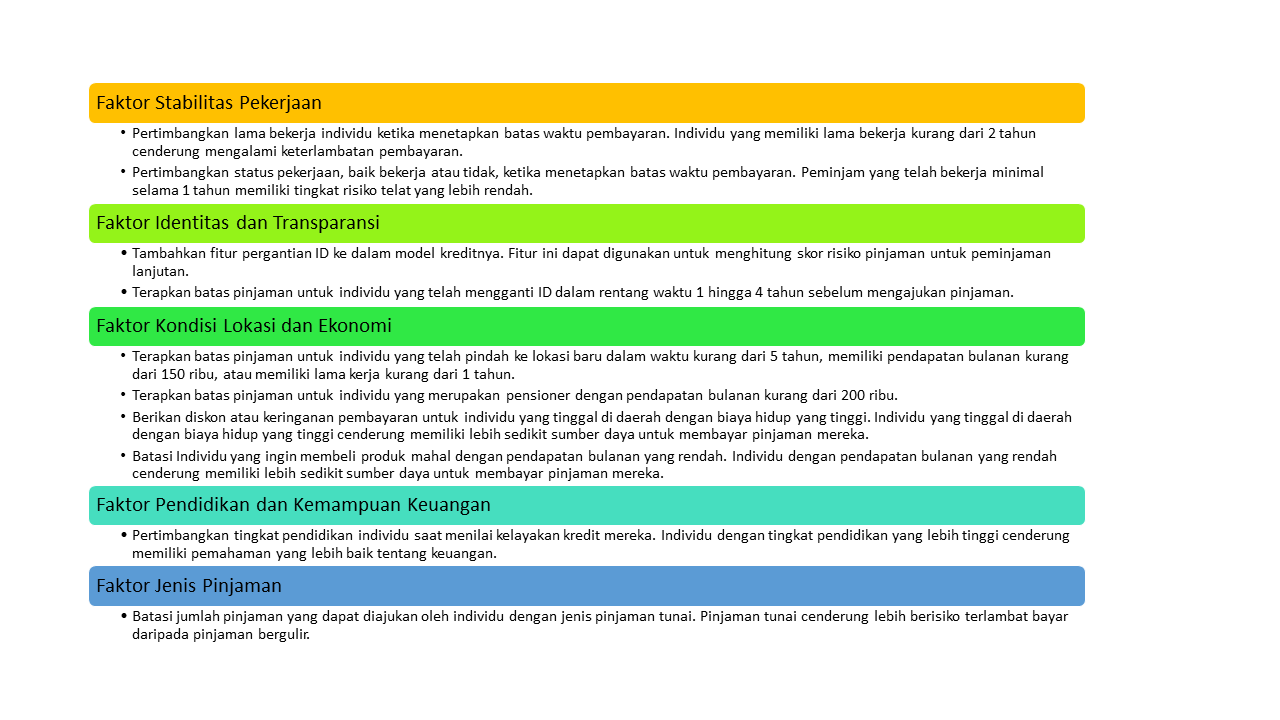 Faktor Stabilitas Pekerjaan
• Pertimbangkan lama bekerja individu ketika menetapkan batas waktu pembayaran. Individu yang memiliki lama bekerja kurang dari 2 tahun
cenderung mengalami keterlambatan pembayaran.
• Pertimbangkan status pekerjaan, baik bekerja atau tidak, ketika menetapkan batas waktu pembayaran. Peminjam yang telah bekerja minimal
selama 1 tahun memiliki tingkat risiko telat yang lebih rendah.
Faktor Identitas dan Transparansi
• Tambahkan fitur pergantian ID ke dalam model kreditnya. Fitur ini dapat digunakan untuk menghitung skor risiko pinjaman untuk peminjaman
lanjutan.
• Terapkan batas pinjaman untuk individu yang telah mengganti ID dalam rentang waktu 1 hingga 4 tahun sebelum mengajukan pinjaman.
Faktor Kondisi Lokasi dan Ekonomi
• Terapkan batas pinjaman untuk individu yang telah pindah ke lokasi baru dalam waktu kurang dari 5 tahun, memiliki pendapatan bulanan kurang
dari 150 ribu, atau memiliki lama kerja kurang dari 1 tahun.
• Terapkan batas pinjaman untuk individu yang merupakan pensioner dengan pendapatan bulanan kurang dari 200 ribu.
• Berikan diskon atau keringanan pembayaran untuk individu yang tinggal di daerah dengan biaya hidup yang tinggi. Individu yang tinggal di daerah
dengan biaya hidup yang tinggi cenderung memiliki lebih sedikit sumber daya untuk membayar pinjaman mereka.
• Batasi Individu yang ingin membeli produk mahal dengan pendapatan bulanan yang rendah. Individu dengan pendapatan bulanan yang rendah
cenderung memiliki lebih sedikit sumber daya untuk membayar pinjaman mereka.
Faktor Pendidikan dan Kemampuan Keuangan
• Pertimbangkan tingkat pendidikan individu saat menilai kelayakan kredit mereka. Individu dengan tingkat pendidikan yang lebih tinggi cenderung
memiliki pemahaman yang lebih baik tentang keuangan.
Faktor Jenis Pinjaman
• Batasi jumlah pinjaman yang dapat diajukan oleh individu dengan jenis pinjaman tunai. Pinjaman tunai cenderung lebih berisiko terlambat bayar
daripada pinjaman bergulir.